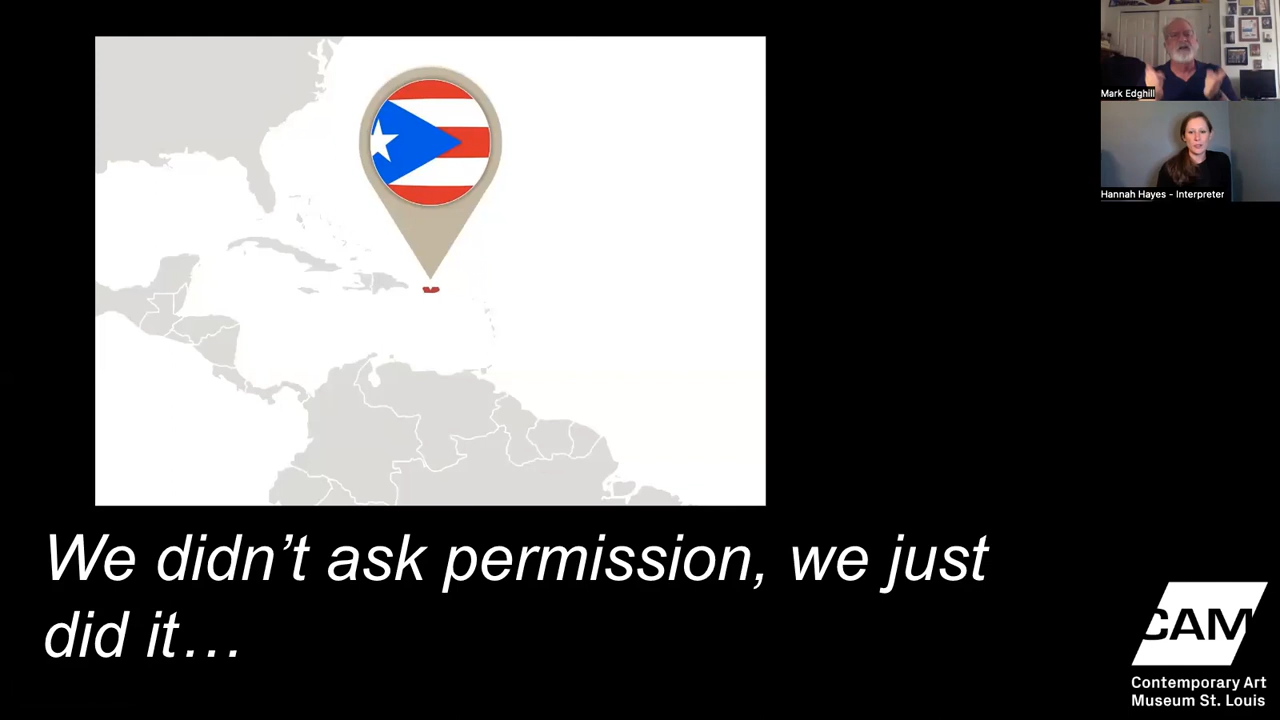 Mark Edghill
Hannah Hayes - Interpreter
We didn’t ask permission, we just
did it…
CAM
Contemporary Art
Museum St. Louis